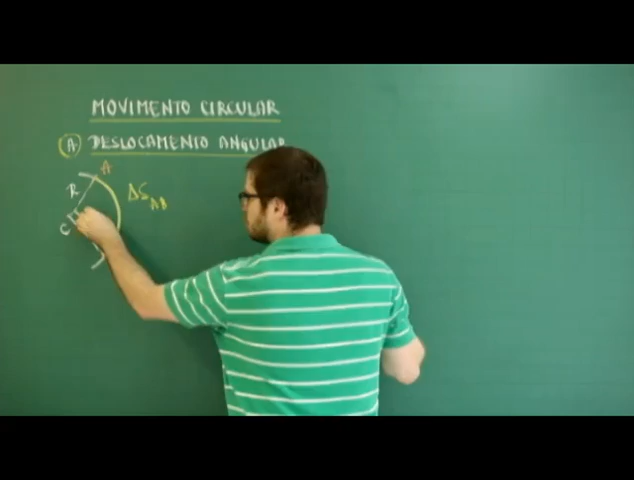 MOVIMENTO CIRCULAR
A. DESLOCAMENTO ANGULAR
A
R
ΔS AB
C